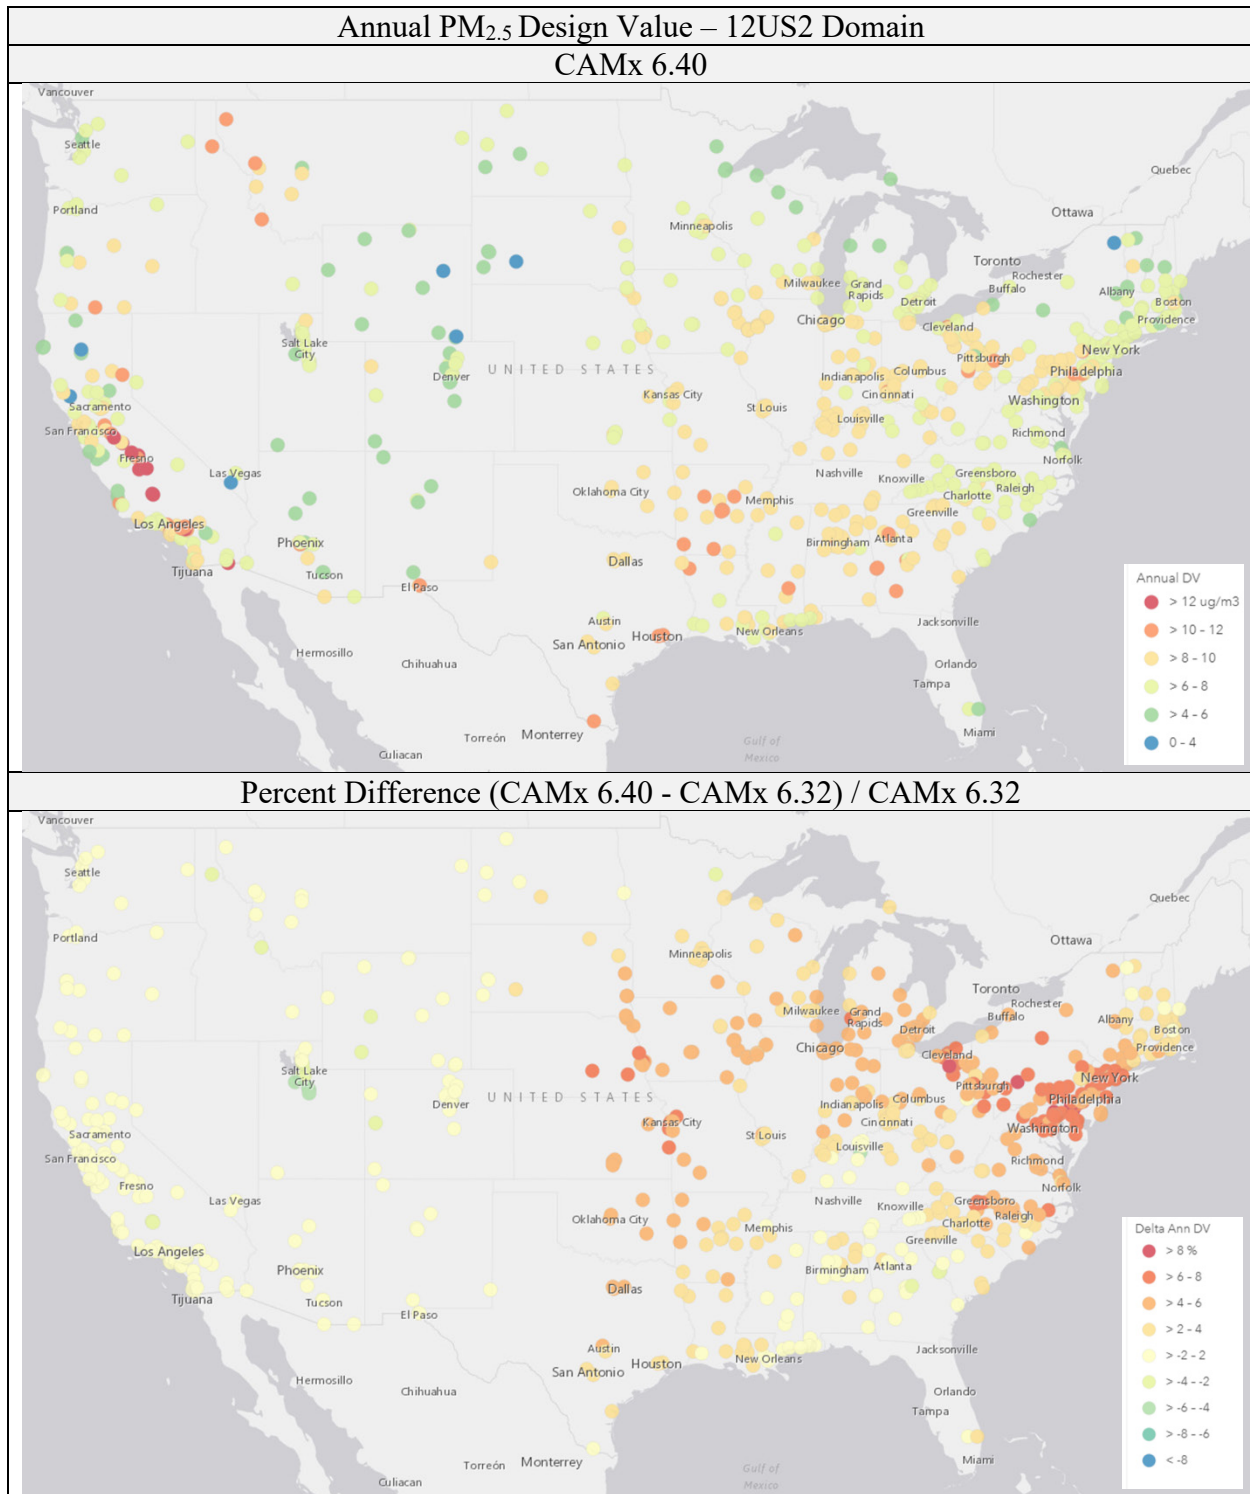 Annual PM2.5 Design Value – 12US2 Domain
CAMx 6.40
Vancouver
Seattle
Quebec
Portland
Ottawa
Minneapolis
Toronto
Rochester
Milwaukee
Grand
Rapids
Buffalo
Albany
Detroit
Boston
Chicago
Providence
Cleveland
Salt Lake
City
New York
Pittsburgh
UNITED STATES
Denver
Indianapolis
Columbus
Philadelphia
Kansas City
Cincinnati
Washington
Sacramento
St Louis
Louisville
San Francisco
Richmond
Fresno
Norfolk
Las Vegas
Nashville
Knoxville
Greensboro
Oklahoma City
Memphis
Charlotte
Raleigh
Greenville
Los Angeles
Phoenix
Birmingham
Atlanta
Dallas
Tijuana
Tucson
El Paso
Austin
Jacksonville
San Antonio
Houston
New Orleans
Hermosillo
Chihuahua
Orlando
Tampa
Torreón
Monterrey
Miami
Gulf of
Mexico
Culiacan
Annual DV
> 12 ug/m3
> 10 - 12
> 8 - 10
> 6 - 8
> 4 - 6
0 - 4
Percent Difference (CAMx 6.40 - CAMx 6.32) / CAMx 6.32
Vancouver
Seattle
Quebec
Portland
Ottawa
Minneapolis
Toronto
Rochester
Milwaukee
Grand
Rapids
Buffalo
Albany
Detroit
Boston
Chicago
Providence
Cleveland
Salt Lake
City
New York
Pittsburgh
UNITED STATES
Denver
Indianapolis
Columbus
Philadelphia
Kansas City
Cincinnati
Washington
Sacramento
St Louis
Louisville
San Francisco
Richmond
Fresno
Norfolk
Las Vegas
Nashville
Knoxville
Greensboro
Oklahoma City
Memphis
Charlotte
Raleigh
Greenville
Los Angeles
Phoenix
Birmingham
Atlanta
Dallas
Tijuana
Tucson
El Paso
Austin
Jacksonville
San Antonio
Houston
New Orleans
Hermosillo
Chihuahua
Orlando
Tampa
Torreón
Monterrey
Miami
Gulf of
Mexico
Culiacan
Delta Ann DV
> 8 %
> 6 - 8
> 4 - 6
> 2 - 4
> -2 - 2
> -4 - -2
> -6 - -4
> -8 - -6
< -8